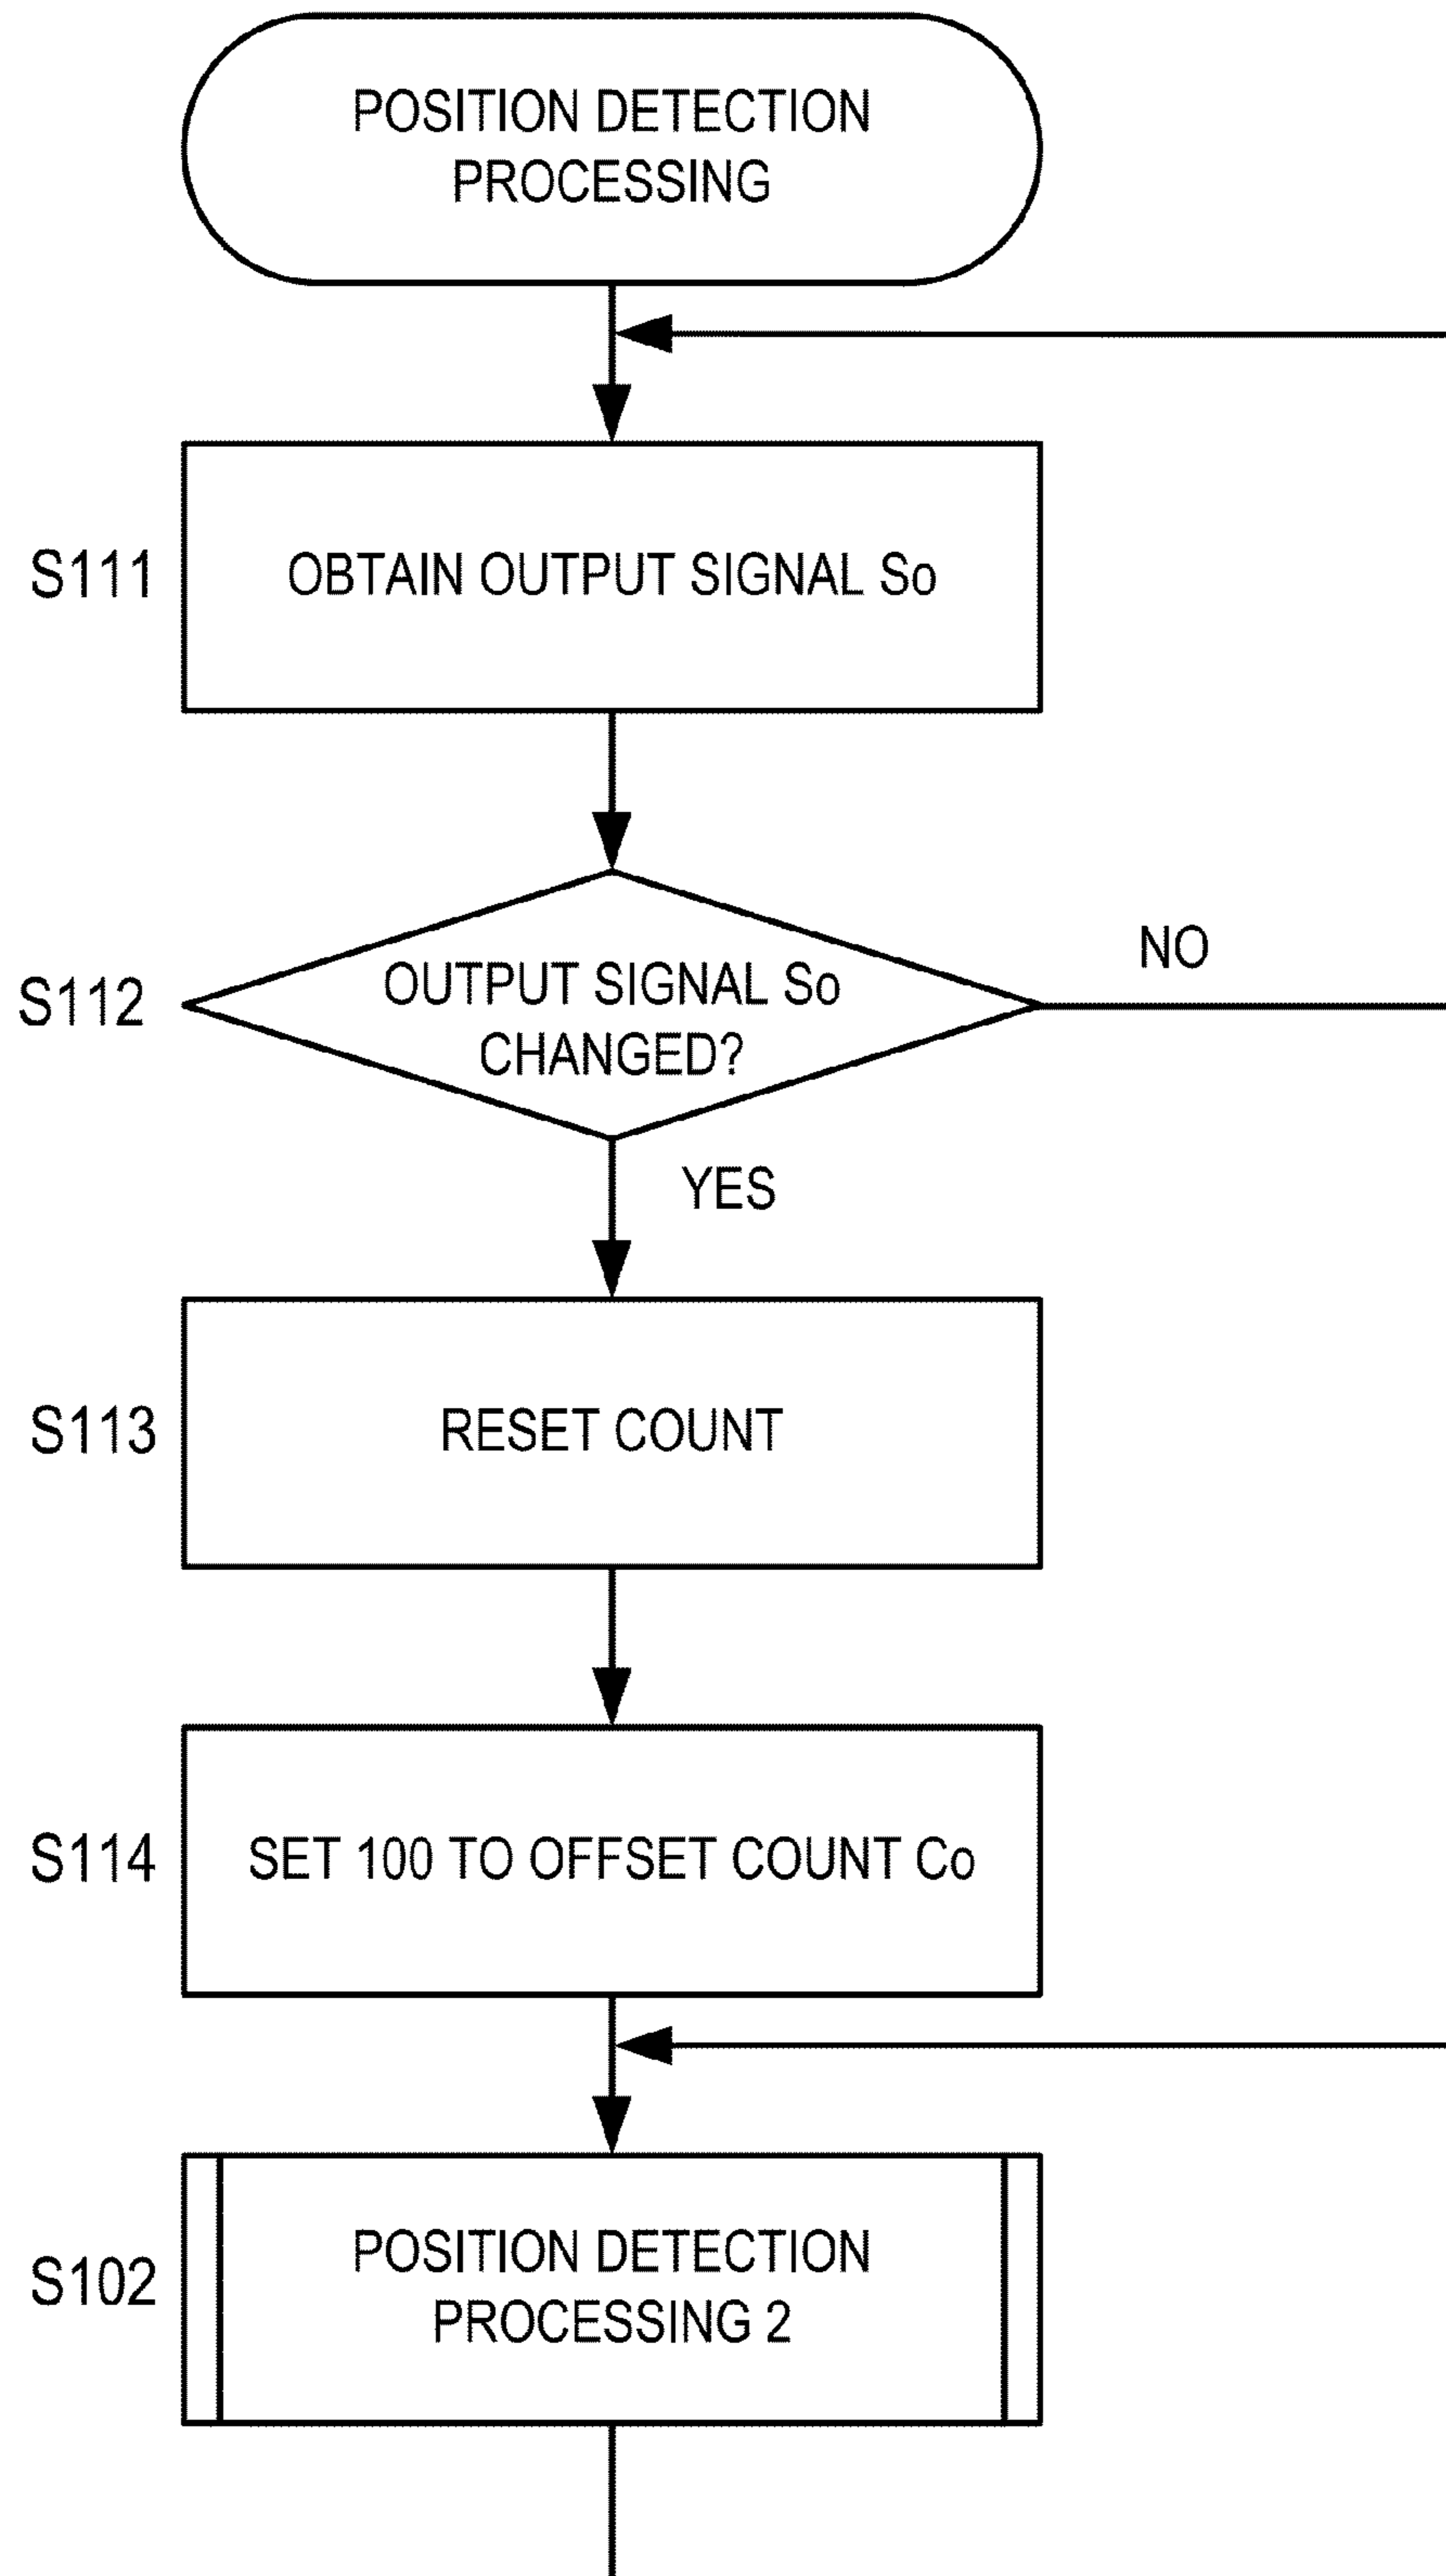 POSITION DETECTION
PROCESSING
S111
OBTAIN OUTPUT SIGNAL So
S112
OUTPUT SIGNAL So
CHANGED?
NO
YES
S113
RESET COUNT
S114
SET 100 TO OFFSET COUNT Co
S102
POSITION DETECTION
PROCESSING 2